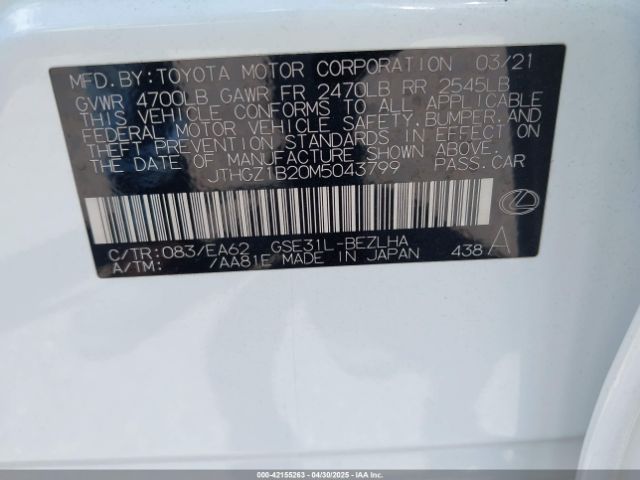 MFD. BY: TOYOTA MOTOR CORPORATION 03/21
GVWR 4700LB GAWR FR 2470LB RR 2545LB
THIS VEHICLE CONFORMS TO ALL APPLICABLE
FEDERAL MOTOR VEHICLE SAFETY, BUMPER, AND
THEFT PREVENTION STANDARDS IN EFFECT ON
THE DATE OF MANUFACTURE SHOWN ABOVE.
JTHGZ1B20M5043799 PASS.CAR
C/TR: 083/EA62 GSE31L-BEZLHA
A/TM: /AA81E MADE IN JAPAN 438 A
000-42155263 04/30/2025 IAAI.COM